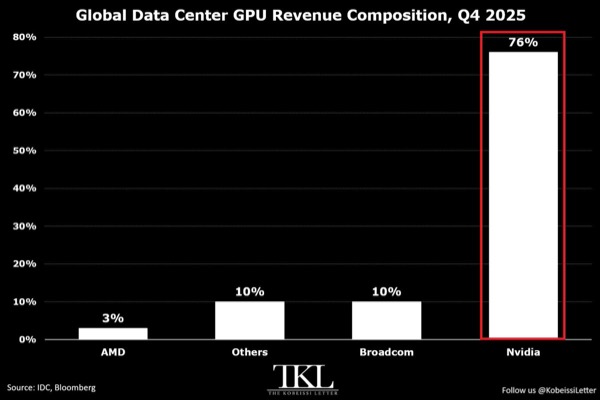 Global Data Center GPU Revenue Composition, Q4 2025
80%
70%
60%
50%
40%
30%
20%
10%
0%
3%
10%
10%
76%
AMD
Others
Broadcom
Nvidia
Source: IDC, Bloomberg
TKL
THE KOBEISSI LETTER
Follow us @KobeissiLetter